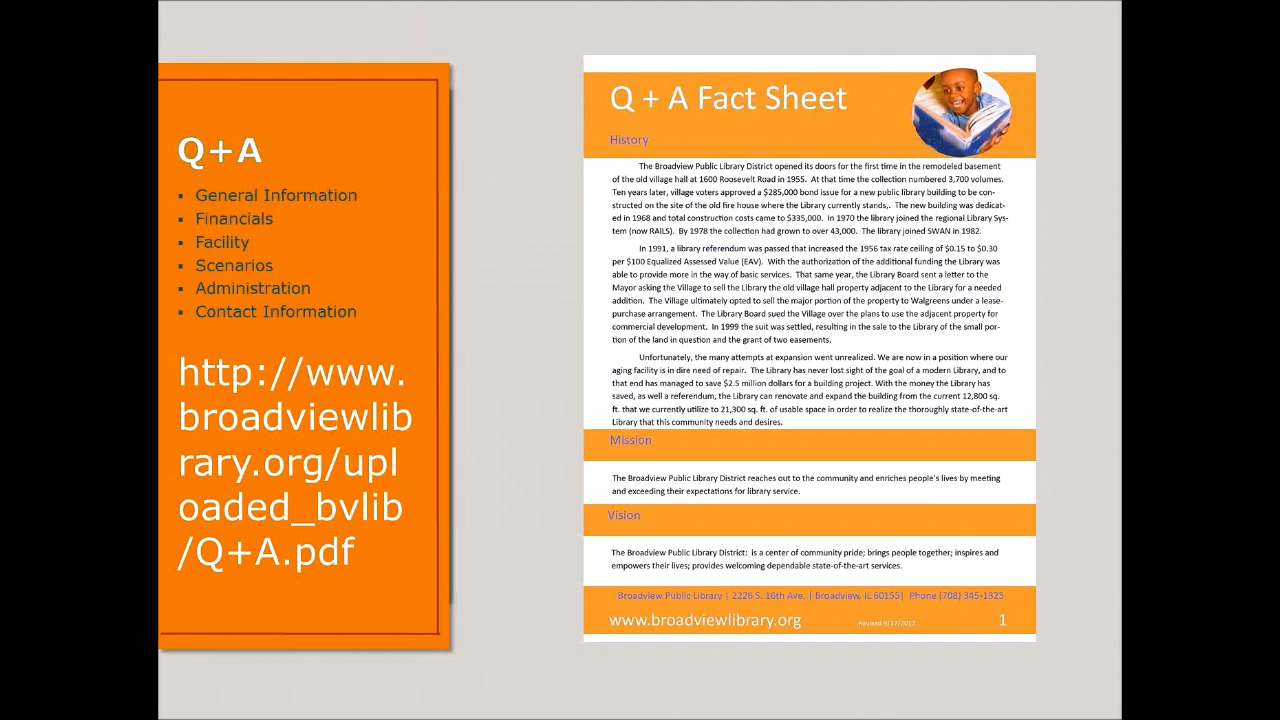 Q+A
▪ General Information
▪ Financials
▪ Facility
▪ Scenarios
▪ Administration
▪ Contact Information
http://www.
broadviewlib
rary.org/upl
oaded_bvlib
/Q+A.pdf
Q + A Fact Sheet
History
The Broadview Public Library District opened its doors for the first time in the remodeled basement
of the old village hall at 1600 Roosevelt Road in 1955. At that time the collection numbered 3,700 volumes.
Ten years later, village voters approved a $285,000 bond issue for a new public library building to be con-
structed on the site of the old fire house where the Library currently stands,. The new building was dedicat-
ed in 1968 and total construction costs came to $335,000. In 1970 the library joined the regional Library Sys-
tem (now RAILS). By 1978 the collection had grown to over 43,000. The library joined SWAN in 1982.
In 1991, a library referendum was passed that increased the 1956 tax rate ceiling of $0.15 to $0.30
per $100 Equalized Assessed Value (EAV). With the authorization of the additional funding the Library was
able to provide more in the way of basic services. That same year, the Library Board sent a letter to the
Mayor asking the Village to sell the Library the old village hall property adjacent to the Library for a needed
addition. The Village ultimately opted to sell the major portion of the property to Walgreens under a lease-
purchase arrangement. The Library Board sued the Village over the plans to use the adjacent property for
commercial development. In 1999 the suit was settled, resulting in the sale to the Library of the small por-
tion of the land in question and the grant of two easements.
Unfortunately, the many attempts at expansion went unrealized. We are now in a position where our
aging facility is in dire need of repair. The Library has never lost sight of the goal of a modern Library, and to
that end has managed to save $2.5 million dollars for a building project. With the money the Library has
saved, as well a referendum, the Library can renovate and expand the building from the current 12,800 sq.
ft. that we currently utilize to 21,300 sq. ft. of usable space in order to realize the thoroughly state-of-the-art
Library that this community needs and desires.
Mission
The Broadview Public Library District reaches out to the community and enriches people's lives by meeting
and exceeding their expectations for library service.
Vision
The Broadview Public Library District: is a center of community pride; brings people together; inspires and
empowers their lives; provides welcoming dependable state-of-the-art services.
Broadview Public Library | 2226 S. 16th Ave. | Broadview, IL 60155| Phone (708) 345-1325
www.broadviewlibrary.org Revised 9/27/2012 1